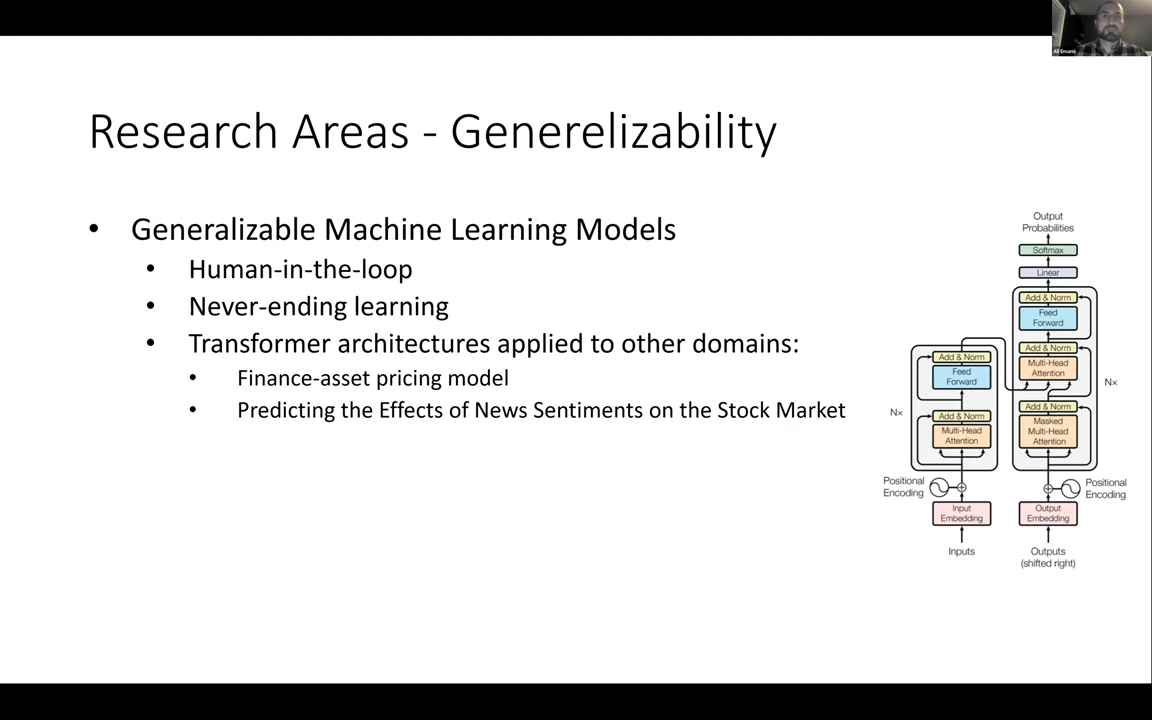 Ali Emami
Research Areas - Generelizability
• Generalizable Machine Learning Models
• Human-in-the-loop
• Never-ending learning
• Transformer architectures applied to other domains:
• Finance-asset pricing model
• Predicting the Effects of News Sentiments on the Stock Market
Output
Probabilities
Softmax
Linear
Add & Norm
Feed
Forward
Add & Norm
Multi-Head
Attention
Add & Norm
Masked
Multi-Head
Attention
N×
Add & Norm
Feed
Forward
Add & Norm
Multi-Head
Attention
N×
Positional
Encoding
Positional
Encoding
Input
Embedding
Output
Embedding
Inputs
Outputs
(shifted right)